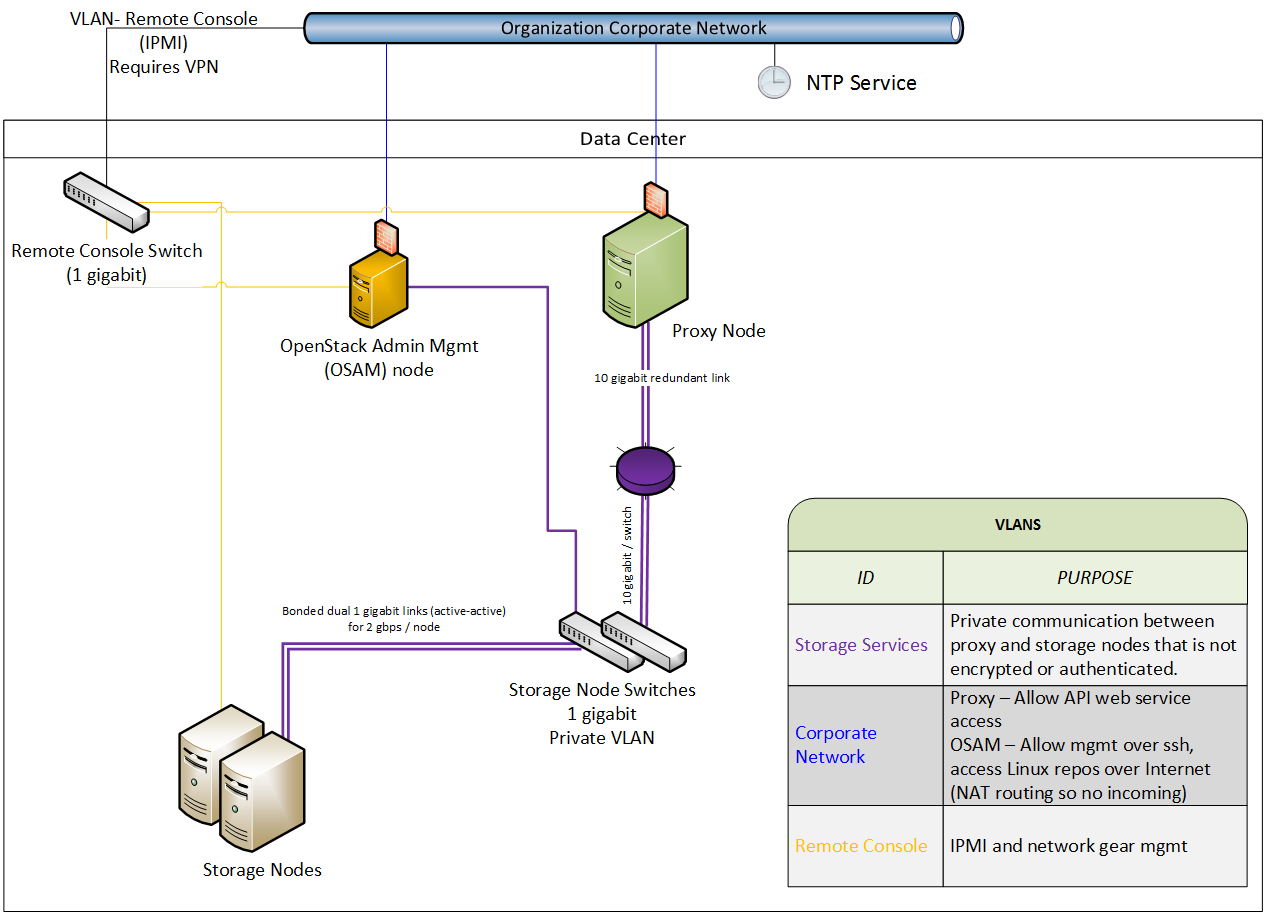 VLAN- Remote Console
(IPMI)
Requires VPN
Organization Corporate Network
NTP Service
Data Center
Remote Console Switch
(1 gigabit)
OpenStack Admin Mgmt
(OSAM) node
Proxy Node
10 gigabit redundant link
10 gigabit / switch
Bonded dual 1 gigabit links (active-active)
for 2 gbps / node
Storage Node Switches
1 gigabit
Private VLAN
Storage Nodes
VLANS
ID
PURPOSE
Storage Services
Private communication between
proxy and storage nodes that is not
encrypted or authenticated.
Corporate
Network
Proxy – Allow API web service
access
OSAM – Allow mgmt over ssh,
access Linux repos over Internet
(NAT routing so no incoming)
Remote Console
IPMI and network gear mgmt